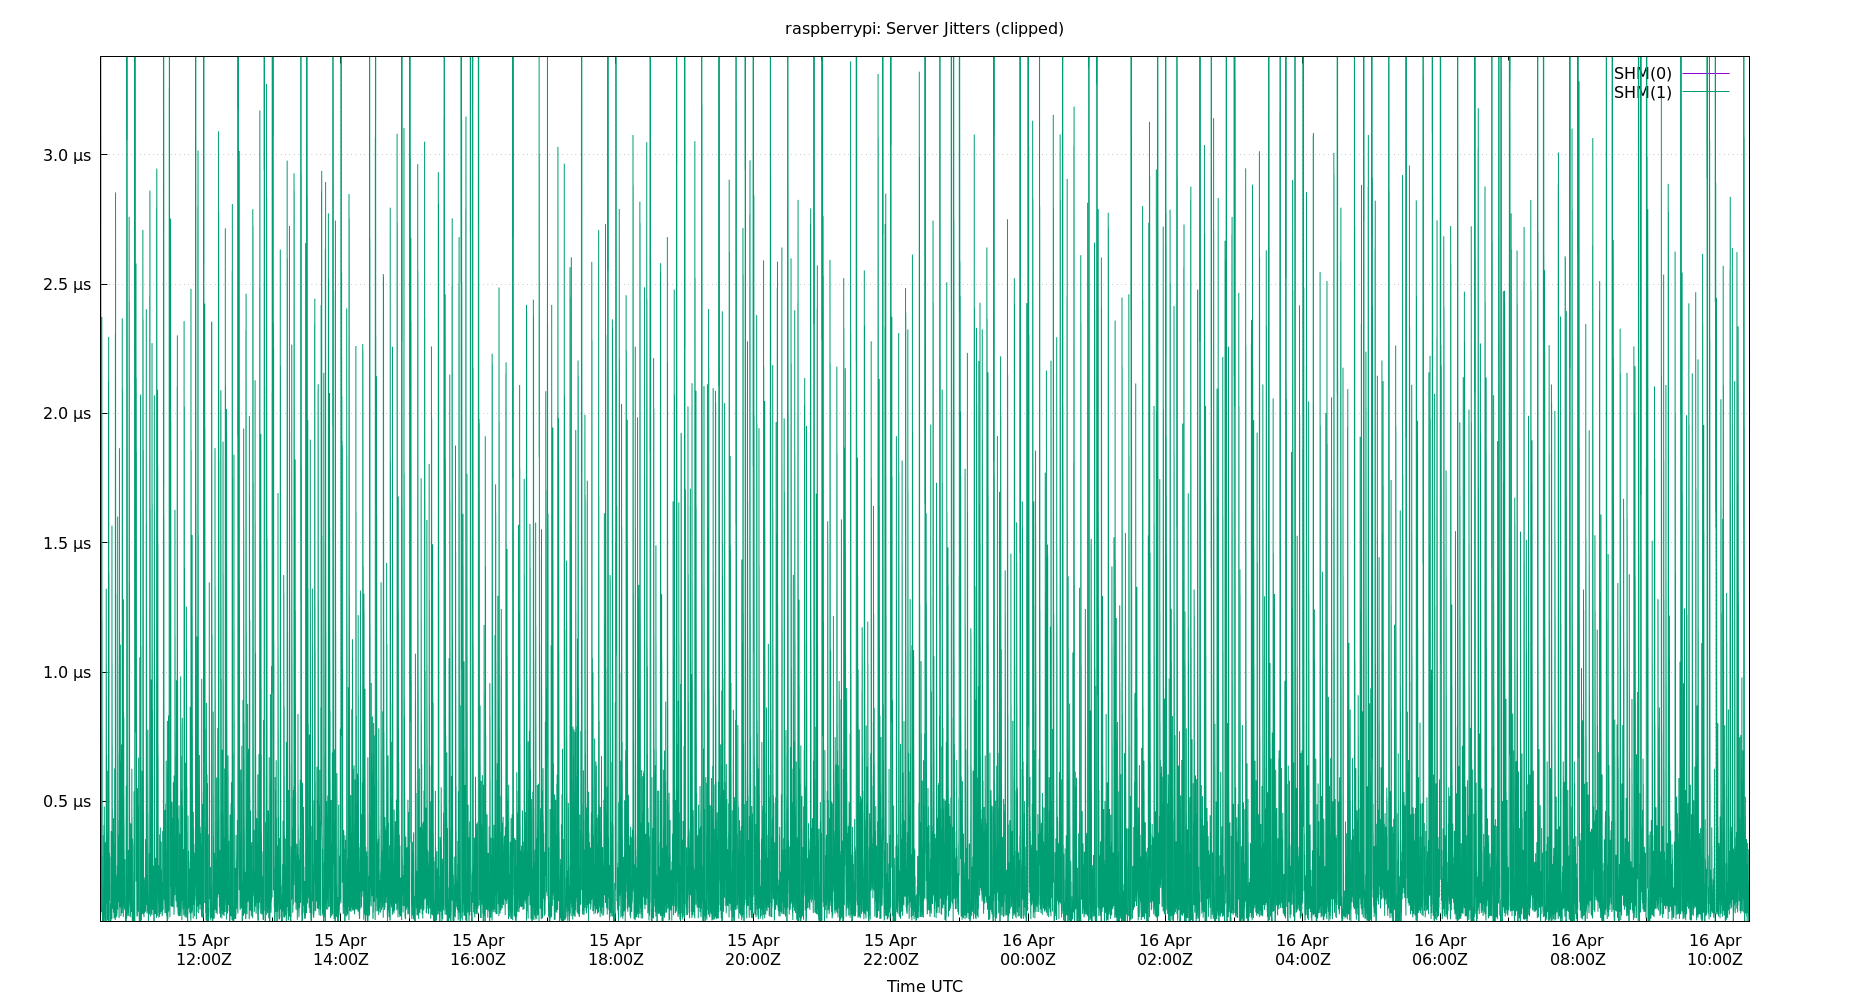 raspberrypi: Server Jitters (clipped)
SHM(0)
SHM(1)
3.0 µs
2.5 µs
2.0 µs
1.5 µs
1.0 µs
0.5 µs
15 Apr 15 Apr 15 Apr 15 Apr 15 Apr 15 Apr 16 Apr 16 Apr 16 Apr 16 Apr 16 Apr 16 Apr
12:00Z 14:00Z 16:00Z 18:00Z 20:00Z 22:00Z 00:00Z 02:00Z 04:00Z 06:00Z 08:00Z 10:00Z
Time UTC